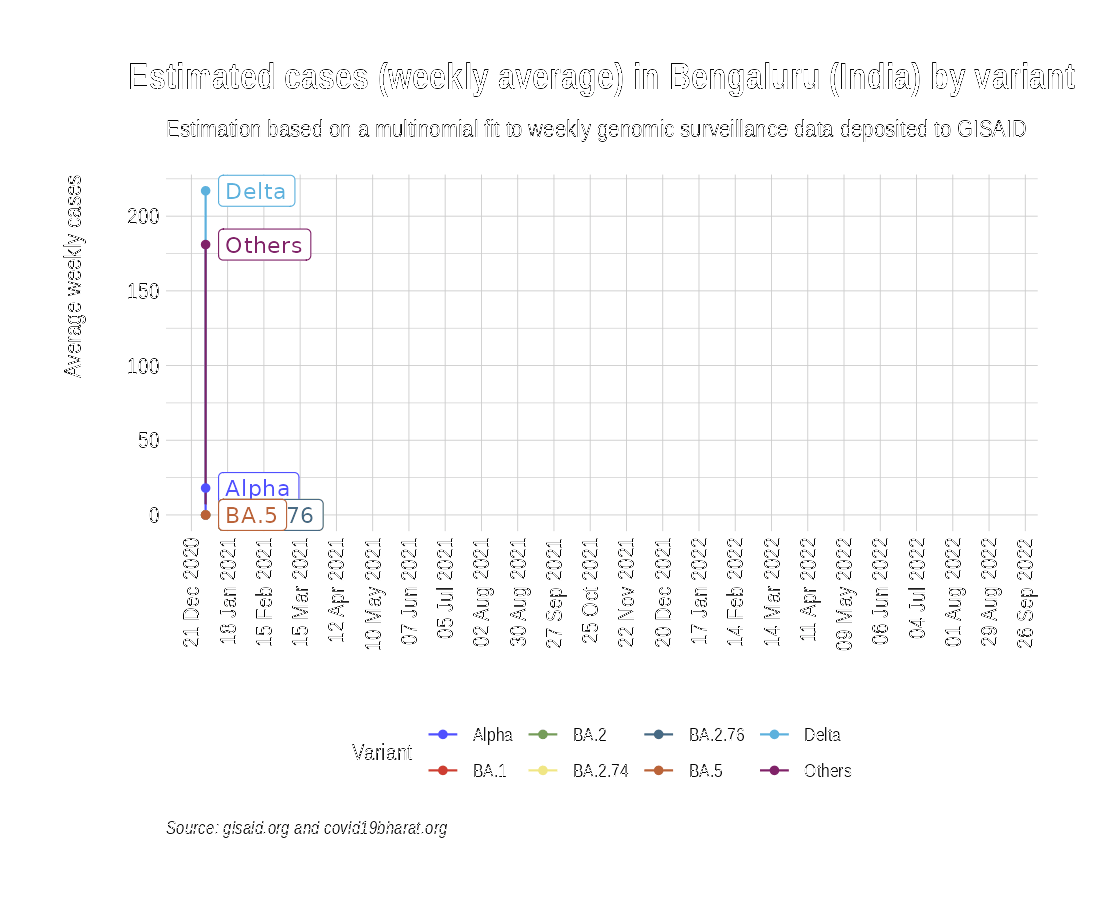 Estimated cases (weekly average) in Bengaluru (India) by variant
Estimation based on a multinomial fit to weekly genomic surveillance data deposited to GISAID
Average weekly cases
200
150
100
50
0
Delta
Others
Alpha
BA.5
76
21 Dec 2020
18 Jan 2021
15 Feb 2021
15 Mar 2021
12 Apr 2021
10 May 2021
07 Jun 2021
05 Jul 2021
02 Aug 2021
30 Aug 2021
27 Sep 2021
25 Oct 2021
22 Nov 2021
20 Dec 2021
17 Jan 2022
14 Feb 2022
14 Mar 2022
11 Apr 2022
09 May 2022
06 Jun 2022
04 Jul 2022
01 Aug 2022
29 Aug 2022
26 Sep 2022
Variant
Alpha BA.2 BA.2.76 Delta
BA.1 BA.2.74 BA.5 Others
Source: gisaid.org and covid19bharat.org